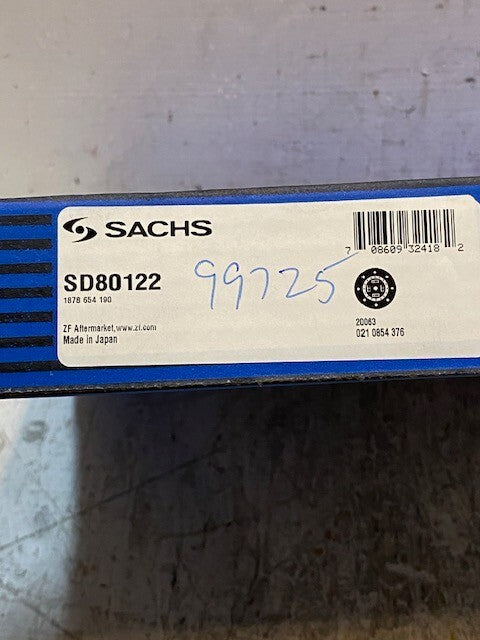 SACHS
7 08609 32418 2
SD80122
99725
1878 654 190
20063
ZF Aftermarket,www.zf.com
021 0854 376
Made in Japan